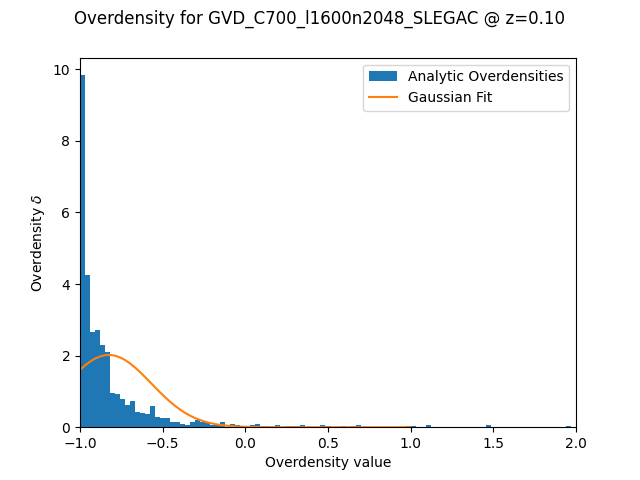 Overdensity for GVD_C700_l1600n2048_SLEGAC @ z=0.10
Analytic Overdensities
Gaussian Fit
Overdensity δ
10
8
6
4
2
0
−1.0 −0.5 0.0 0.5 1.0 1.5 2.0
Overdensity value